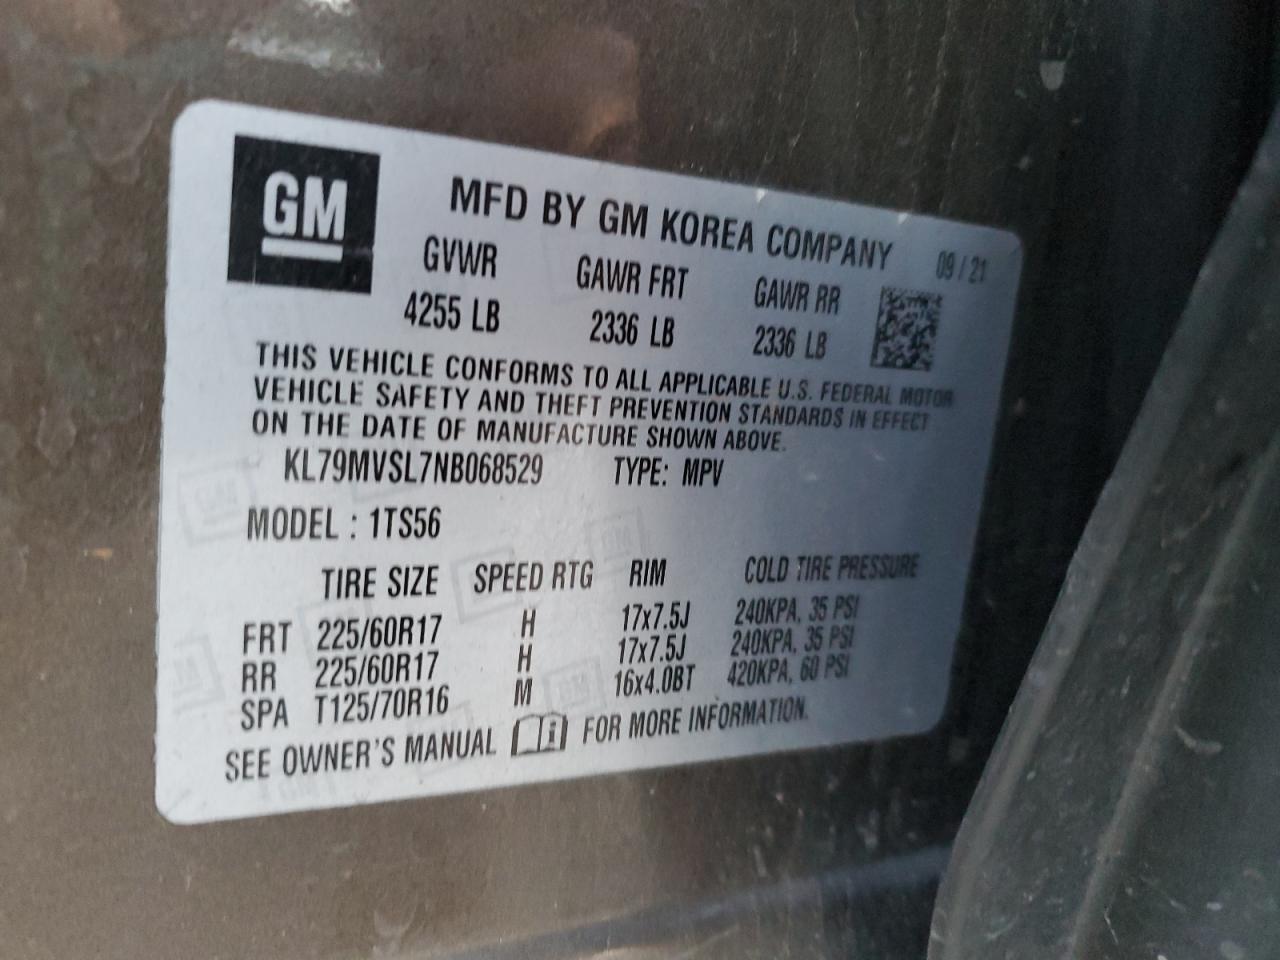 GM
MFD BY GM KOREA COMPANY 09/21
GVWR GAWR FRT GAWR RR
4255 LB 2336 LB 2336 LB
THIS VEHICLE CONFORMS TO ALL APPLICABLE U.S. FEDERAL MOTOR
VEHICLE SAFETY AND THEFT PREVENTION STANDARDS IN EFFECT
ON THE DATE OF MANUFACTURE SHOWN ABOVE.
KL79MVSL7NB068529 TYPE: MPV
MODEL : 1TS56
TIRE SIZE SPEED RTG RIM COLD TIRE PRESSURE
FRT 225/60R17 H 17x7.5J 240KPA, 35 PSI
RR 225/60R17 H 17x7.5J 240KPA, 35 PSI
SPA T125/70R16 M 16x4.0BT 420KPA, 60 PSI
SEE OWNER'S MANUAL i FOR MORE INFORMATION.